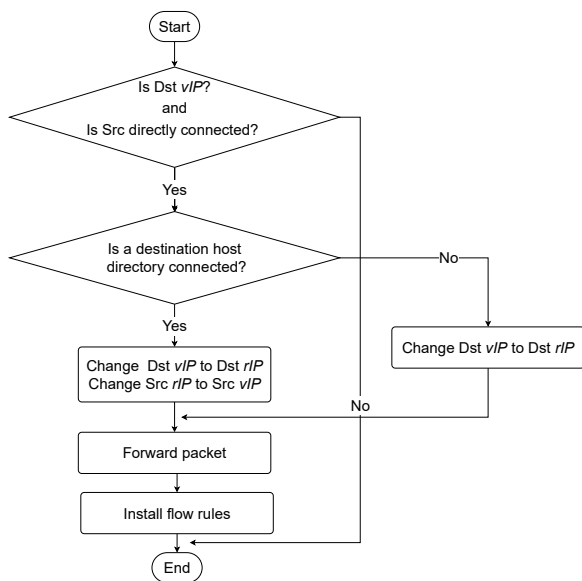 Start
Is Dst vIP?
and
Is Src directly connected?
Yes
Is a destination host
directory connected?
No
Yes
Change Dst vIP to Dst rIP
Change Src rIP to Src vIP
Change Dst vIP to Dst rIP
No
Forward packet
Install flow rules
End